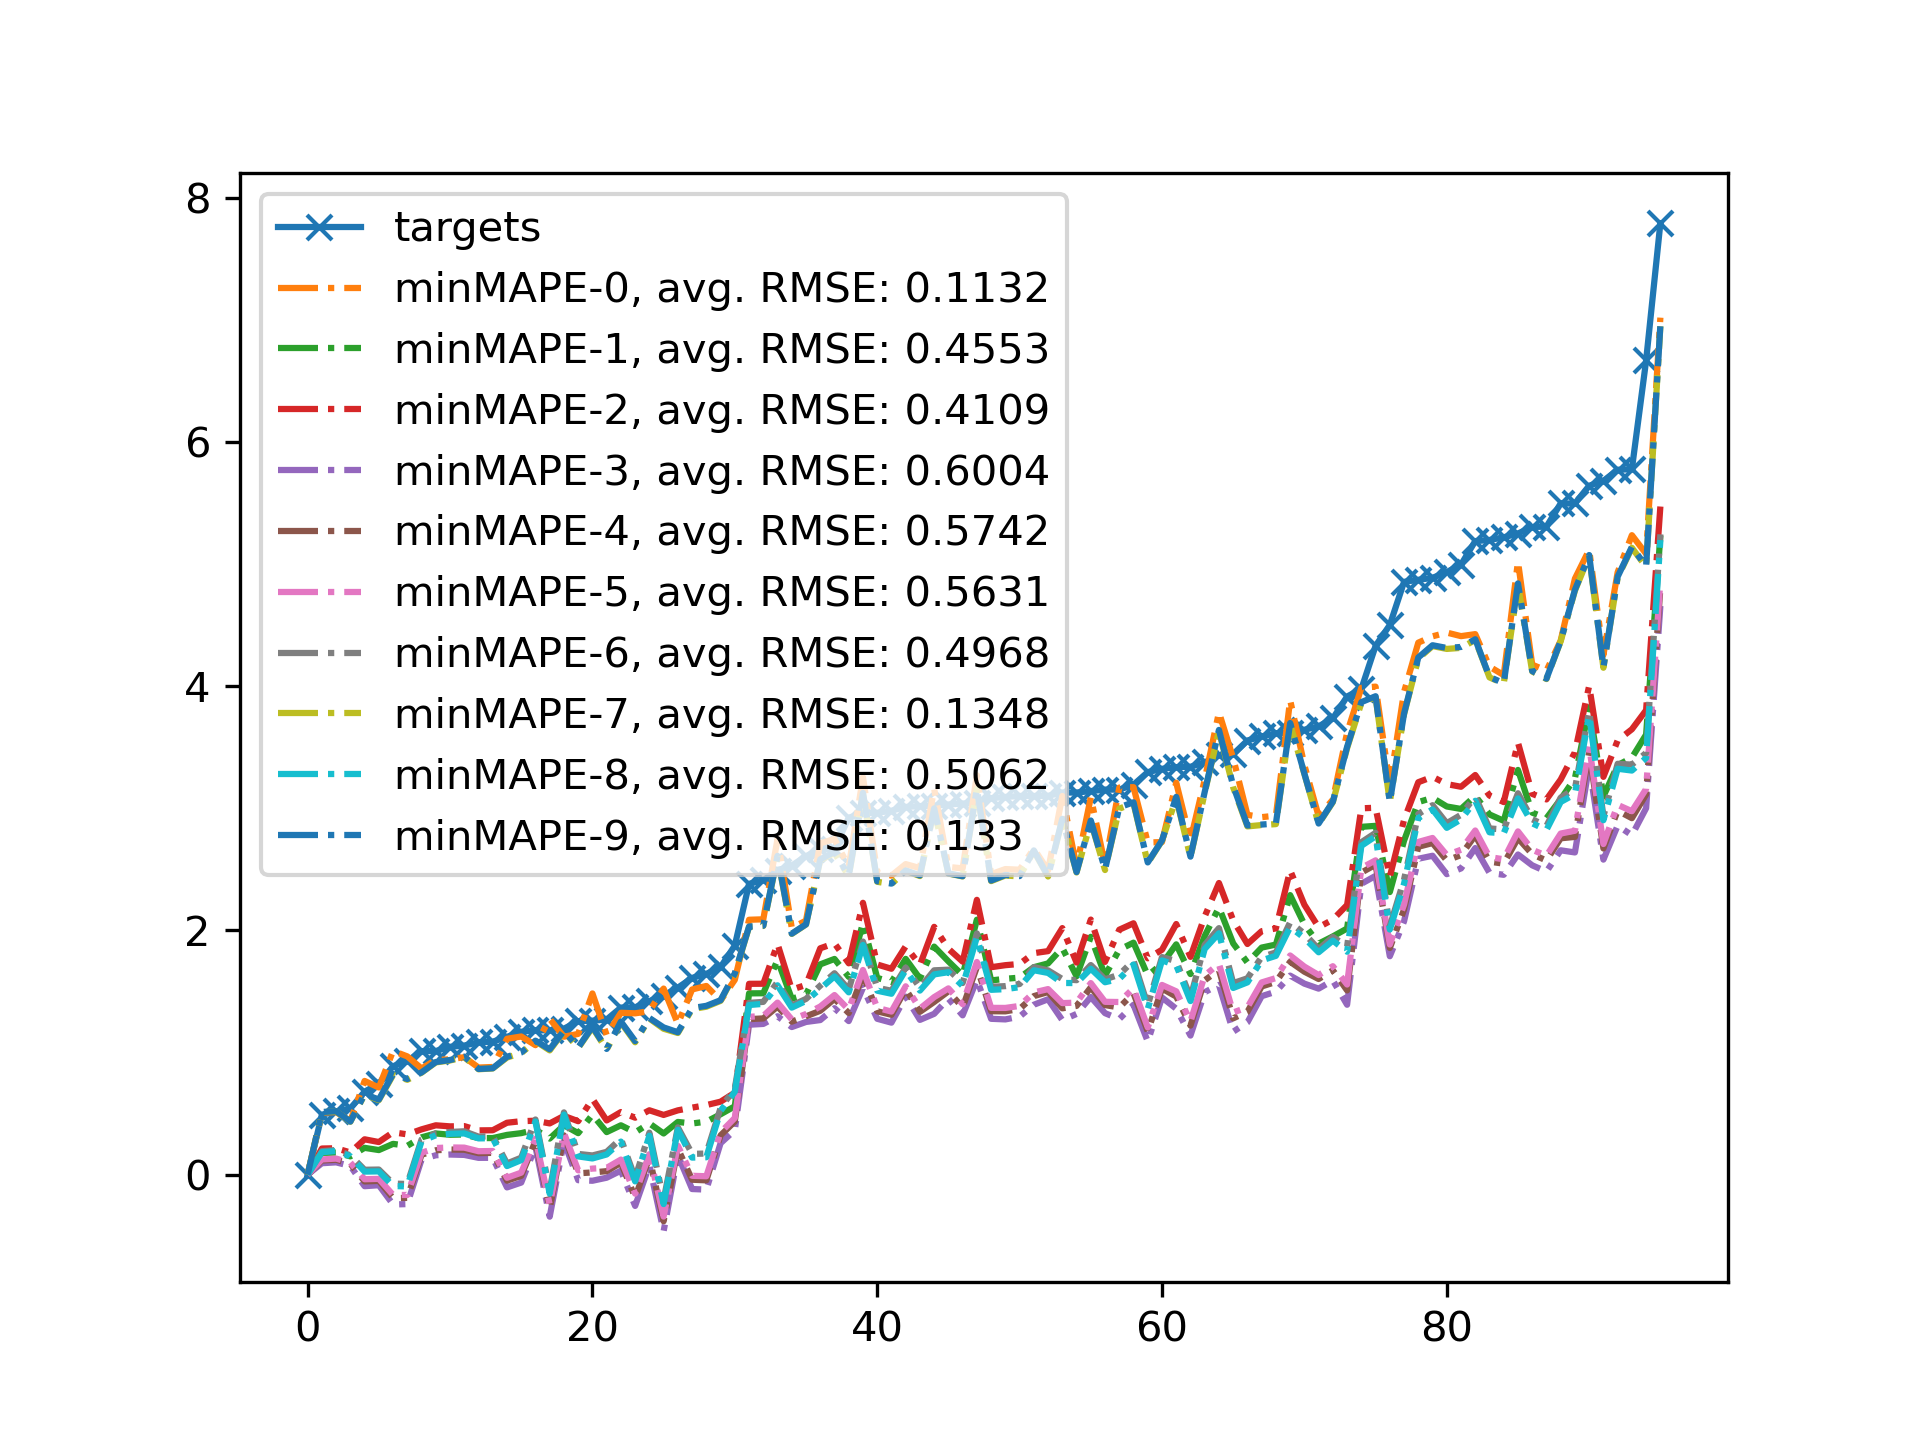 8
6
4
2
0
targets
minMAPE-0, avg. RMSE: 0.1132
minMAPE-1, avg. RMSE: 0.4553
minMAPE-2, avg. RMSE: 0.4109
minMAPE-3, avg. RMSE: 0.6004
minMAPE-4, avg. RMSE: 0.5742
minMAPE-5, avg. RMSE: 0.5631
minMAPE-6, avg. RMSE: 0.4968
minMAPE-7, avg. RMSE: 0.1348
minMAPE-8, avg. RMSE: 0.5062
minMAPE-9, avg. RMSE: 0.133
0 20 40 60 80